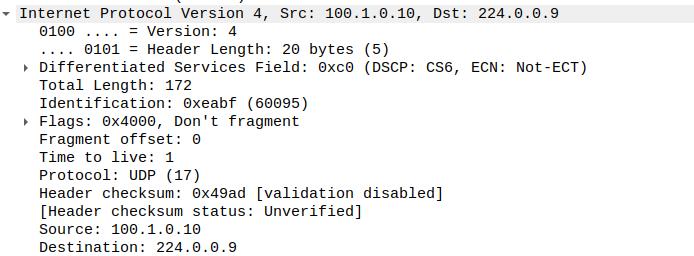 Internet Protocol Version 4, Src: 100.1.0.10, Dst: 224.0.0.9
0100 .... = Version: 4
.... 0101 = Header Length: 20 bytes (5)
Differentiated Services Field: 0xc0 (DSCP: CS6, ECN: Not-ECT)
Total Length: 172
Identification: 0xeabf (60095)
Flags: 0x4000, Don't fragment
Fragment offset: 0
Time to live: 1
Protocol: UDP (17)
Header checksum: 0x49ad [validation disabled]
[Header checksum status: Unverified]
Source: 100.1.0.10
Destination: 224.0.0.9